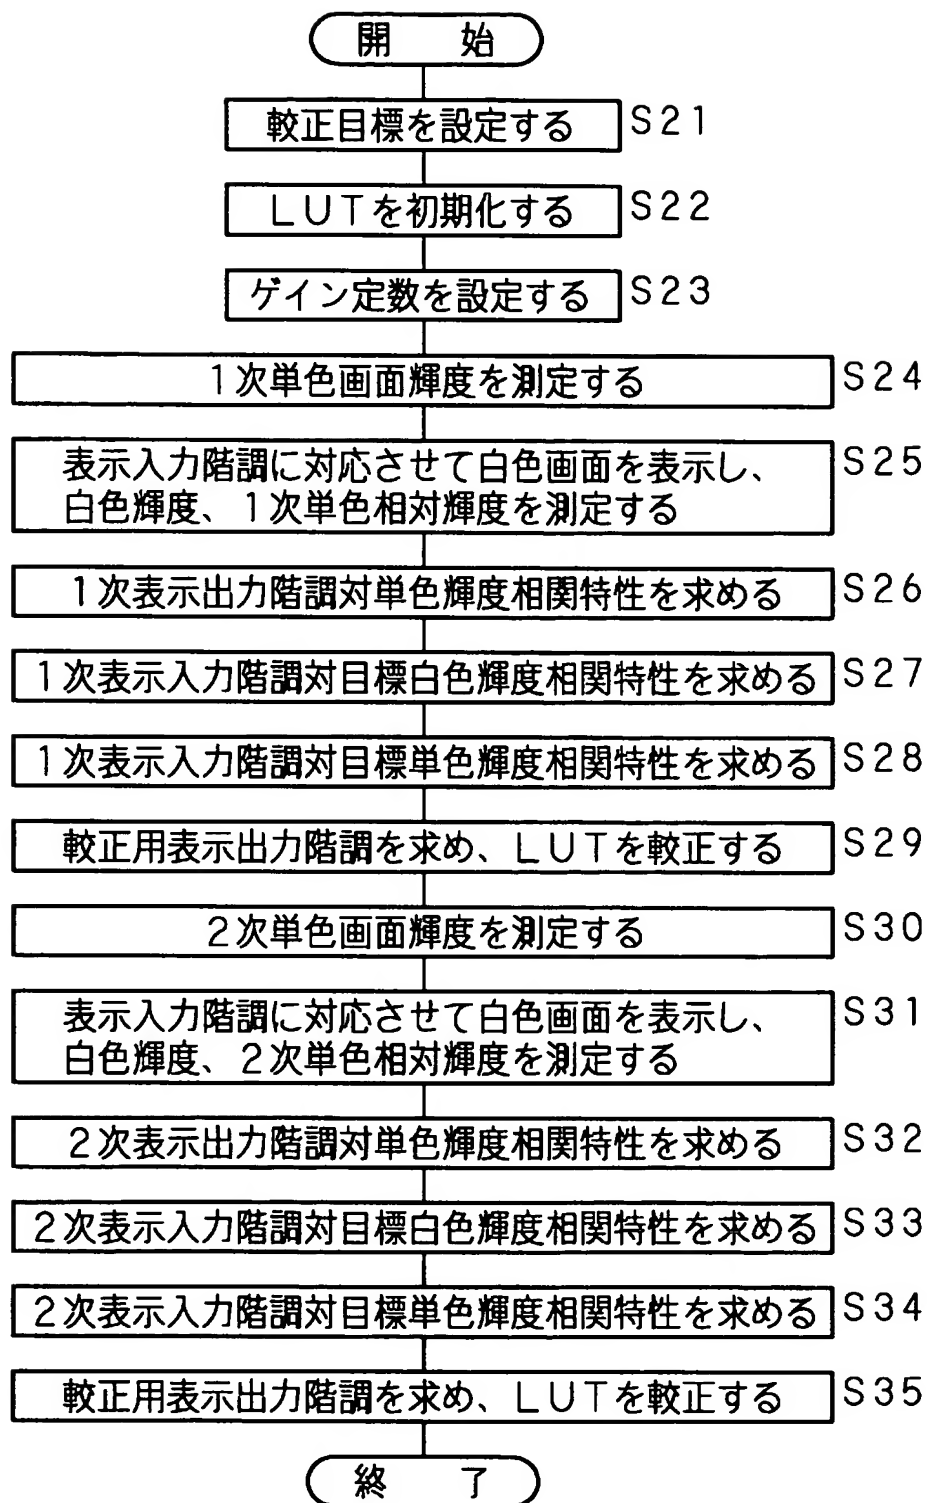 開　始
較正目標を設定する S21
LUTを初期化する S22
ゲイン定数を設定する S23
1次単色画面輝度を測定する S24
表示入力階調に対応させて白色画面を表示し、 S25
白色輝度、1次単色相対輝度を測定する
1次表示出力階調対単色輝度相関特性を求める S26
1次表示入力階調対目標白色輝度相関特性を求める S27
1次表示入力階調対目標単色輝度相関特性を求める S28
較正用表示出力階調を求め、LUTを較正する S29
2次単色画面輝度を測定する S30
表示入力階調に対応させて白色画面を表示し、 S31
白色輝度、2次単色相対輝度を測定する
2次表示出力階調対単色輝度相関特性を求める S32
2次表示入力階調対目標白色輝度相関特性を求める S33
2次表示入力階調対目標単色輝度相関特性を求める S34
較正用表示出力階調を求め、LUTを較正する S35
終　了